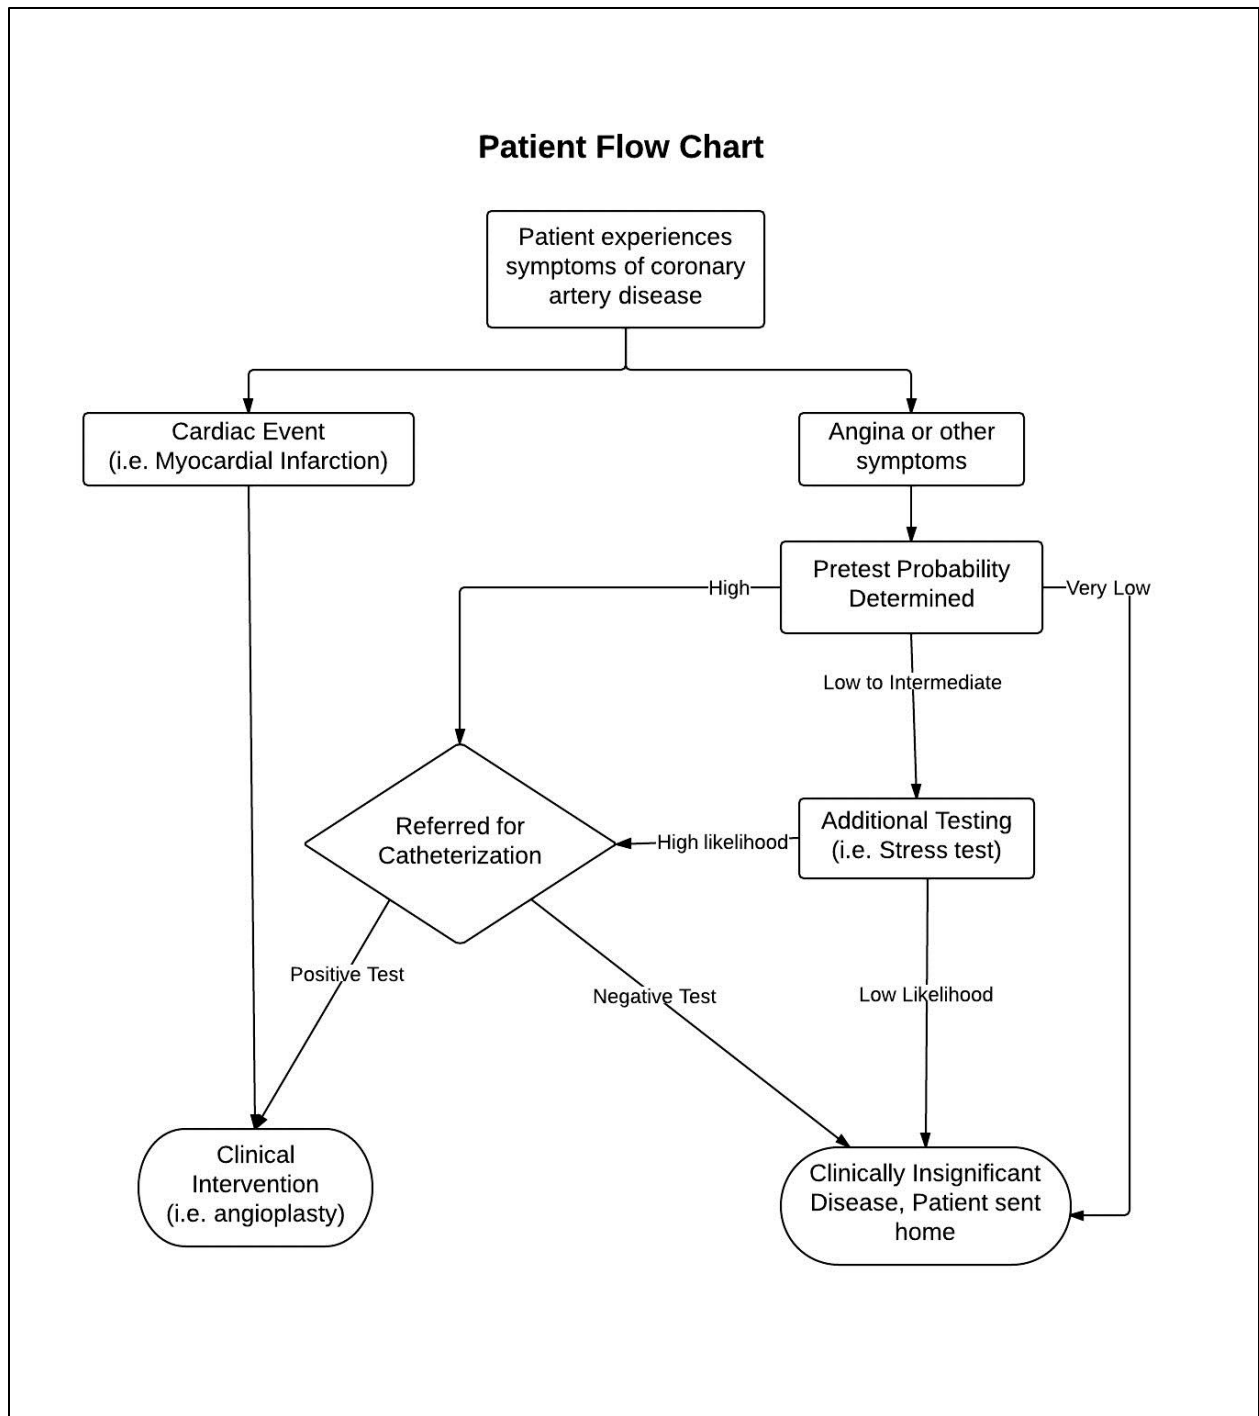 Patient Flow Chart
Patient experiences
symptoms of coronary
artery disease
Cardiac Event
(i.e. Myocardial Infarction)
Angina or other
symptoms
Pretest Probability
Determined
High
Very Low
Low to Intermediate
Referred for
Catheterization
High likelihood
Additional Testing
(i.e. Stress test)
Positive Test
Negative Test
Low Likelihood
Clinical
Intervention
(i.e. angioplasty)
Clinically Insignificant
Disease, Patient sent
home